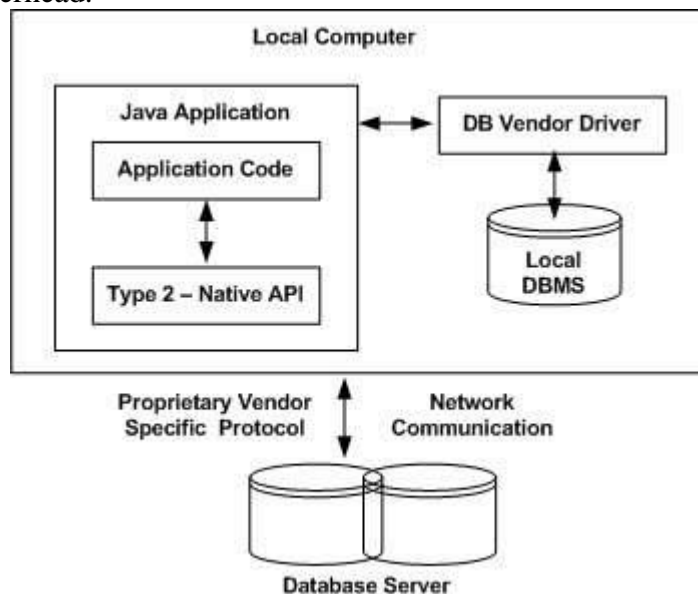 erhead.
Local Computer
Java Application
DB Vendor Driver
Application Code
Type 2 – Native API
Local
DBMS
Proprietary Vendor
Specific Protocol
Network
Communication
Database Server